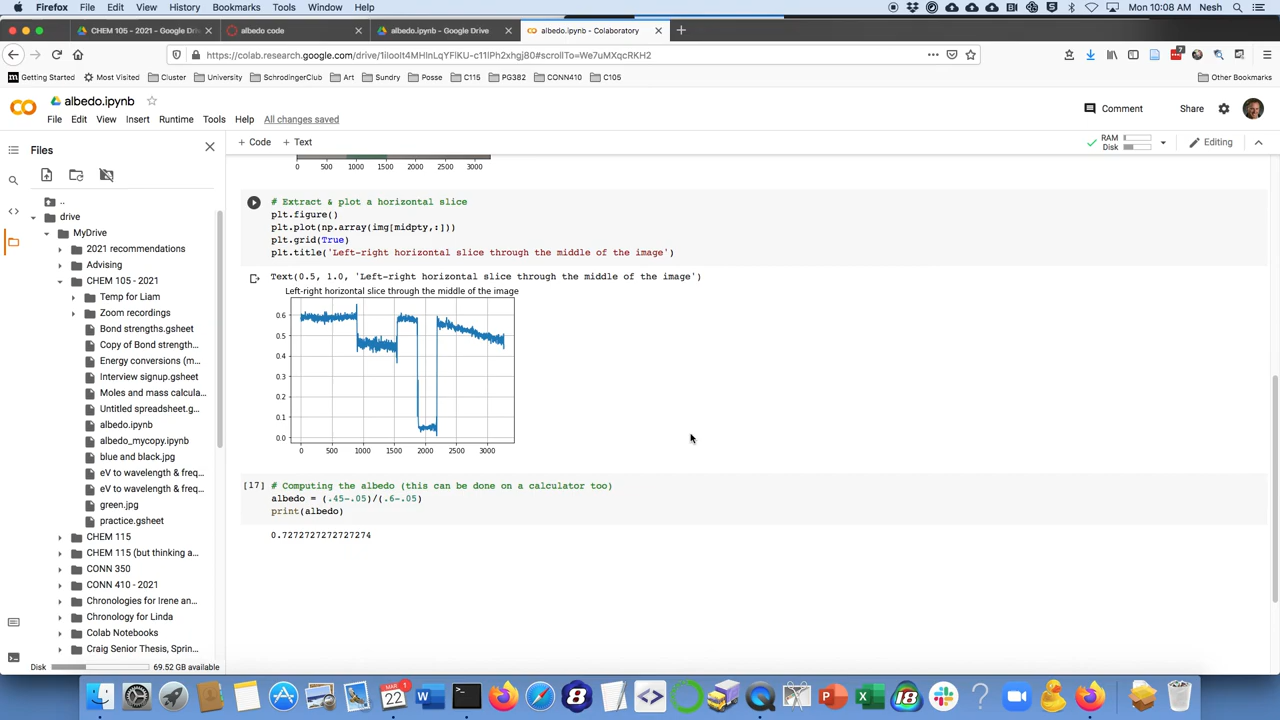 Firefox File Edit View History Bookmarks Tools Window Help Mon 10:08 AM Nesh
CHEM 105 - 2021 - Google Drive
albedo code
albedo.ipynb - Google Drive
albedo.ipynb - Colaboratory
https://colab.research.google.com/drive/
Getting Started Most Visited Cluster University SchrodingerClub Art Sundry Posse C115 PG382 CONN410 C105 Other Bookmarks
albedo.ipynb
Comment Share
File Edit View Insert Runtime Tools Help All changes saved
Files
+ Code + Text
RAM
Disk
Editing
..
drive
MyDrive
2021 recommendations
Advising
CHEM 105 - 2021
Temp for Liam
Zoom recordings
Bond strengths.gsheet
Copy of Bond strength...
Energy conversions (m...
Interview signup.gsheet
Moles and mass calcula...
Untitled spreadsheet.g...
albedo.ipynb
albedo_mycopy.ipynb
blue and black.jpg
eV to wavelength & freq...
eV to wavelength & freq...
green.jpg
practice.gsheet
CHEM 115
CHEM 115 (but thinking a...
CONN 350
CONN 410 - 2021
Chronologies for Irene an...
Chronology for Linda
Colab Notebooks
Craig Senior Thesis, Sprin...
Disk 69.52 GB available
0 500 1000 1500 2000 2500 3000
# Extract & plot a horizontal slice
plt.figure()
plt.plot(np.array(img[midpty,:]))
plt.grid(True)
plt.title('Left-right horizontal slice through the middle of the image')
Text(0.5, 1.0, 'Left-right horizontal slice through the middle of the image')
Left-right horizontal slice through the middle of the image
0.6
0.5
0.4
0.3
0.2
0.1
0.0
0 500 1000 1500 2000 2500 3000
[17] # Computing the albedo (this can be done on a calculator too)
albedo = (.45-.05)/(.6-.05)
print(albedo)
0.7272727272727274